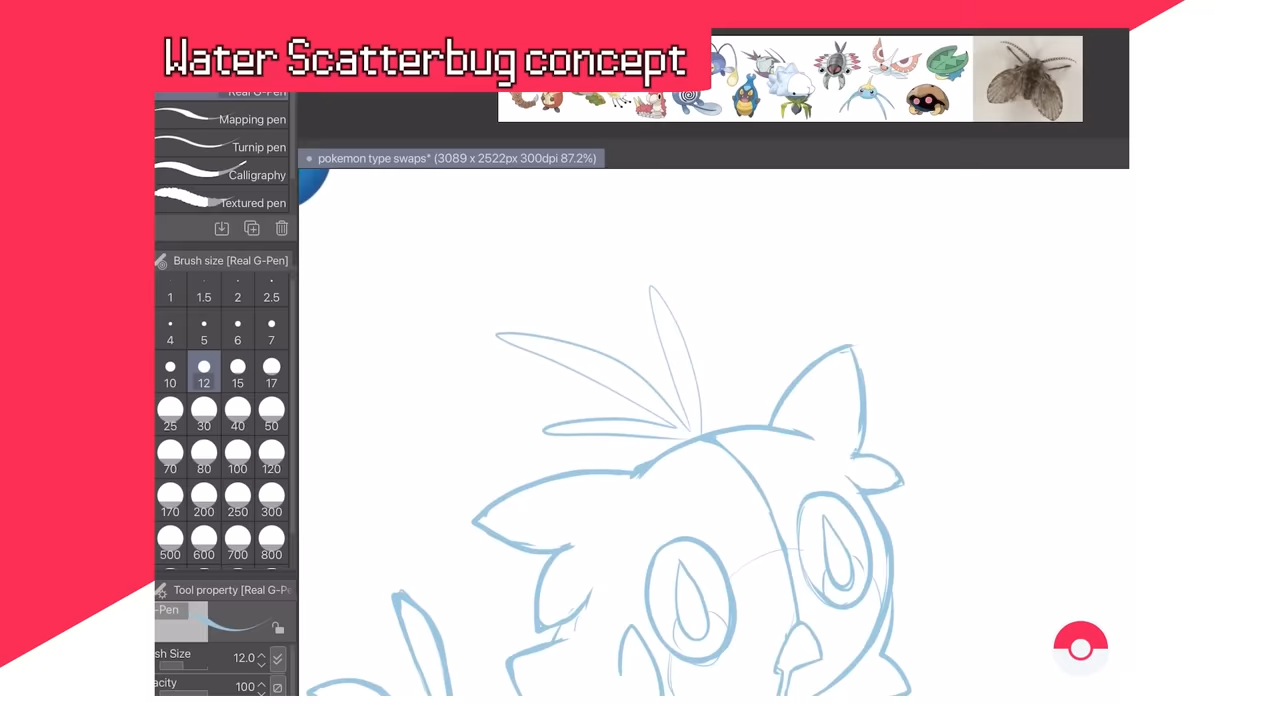 Water Scatterbug concept
Real G-Pen
Mapping pen
Turnip pen
Calligraphy
Textured pen
pokemon type swaps* (3089 x 2522px 300dpi 87.2%)
Brush size [Real G-Pen]
1 1.5 2 2.5
4 5 6 7
10 12 15 17
25 30 40 50
70 80 100 120
170 200 250 300
500 600 700 800
Tool property [Real G-Pe
-Pen
sh Size 12.0
acity 100